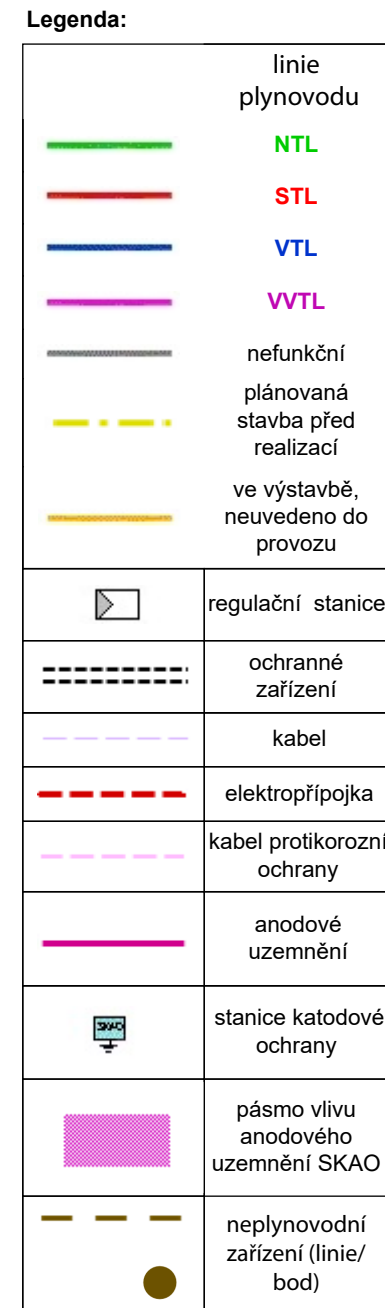 Legenda:
linie
plynovodu
NTL
STL
VTL
VVTL
nefunkční
plánovaná
stavba před
realizací
ve výstavbě,
neuvedeno do
provozu
regulační stanice
ochranné
zařízení
kabel
elektropřípojka
kabel protikorozní
ochrany
anodové
uzemnění
SKAO
stanice katodové
ochrany
pásmo vlivu
anodového
uzemnění SKAO
neplynovodní
zařízení (linie/
bod)